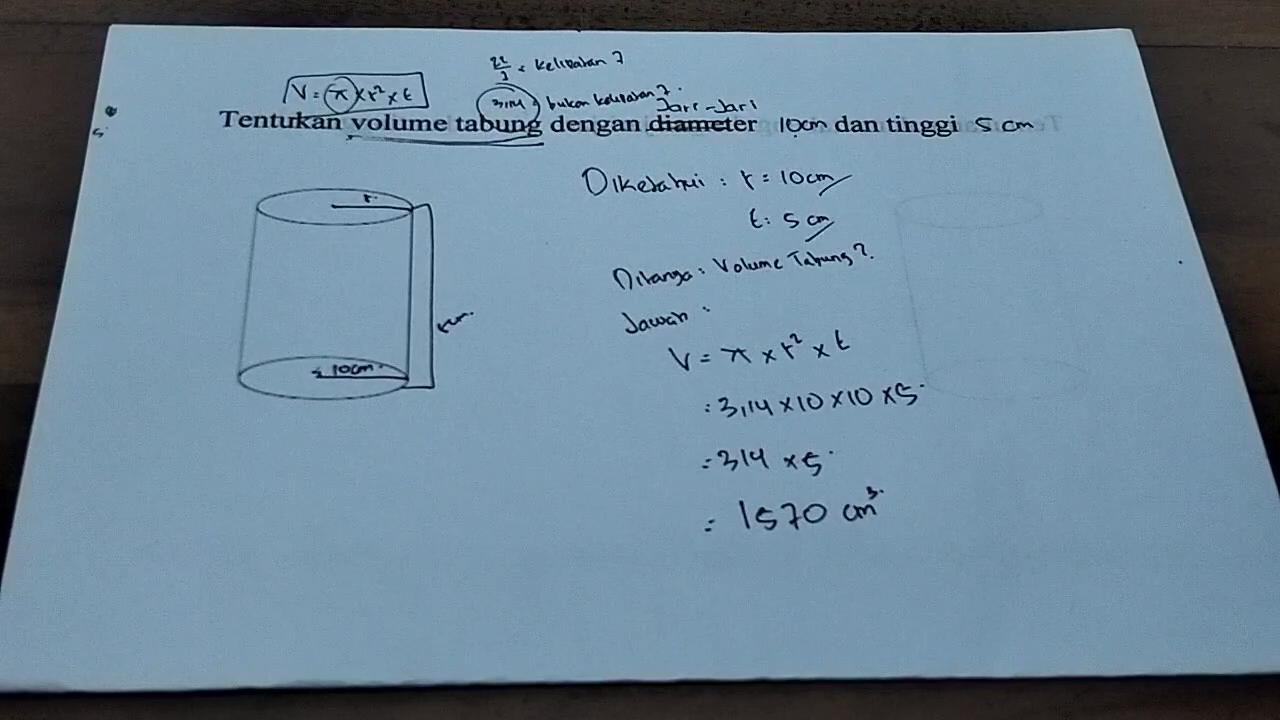 22/7 = Kelipatan 7
V = π x r² x t
3,14 bukan kelipatan 7.
Jari-Jari
Tentukan volume tabung dengan diameter 10cm dan tinggi 5 cm
Diketahui : r = 10cm
t : 5 cm
Ditanya : Volume Tabung ?.
Jawab :
V = π x r² x t
= 3,14 x 10 x 10 x 5
= 314 x 5
= 1570 cm³
r
10cm